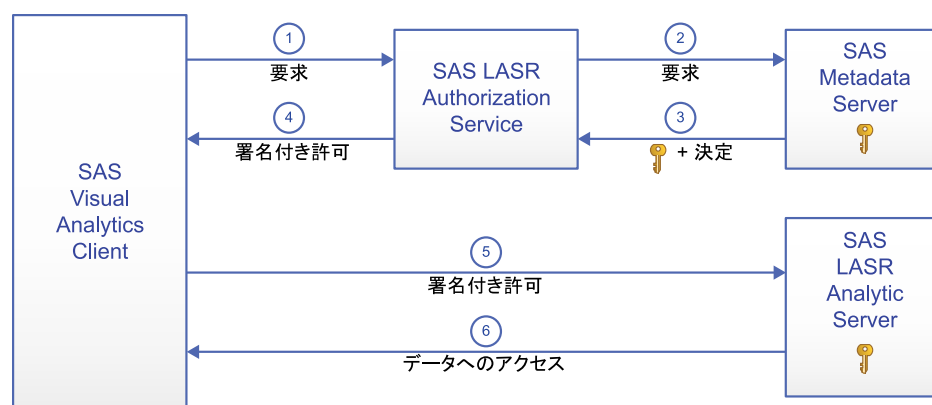 SAS
Visual
Analytics
Client
1
要求
SAS LASR
Authorization
Service
2
要求
SAS
Metadata
Server
3
+ 決定
4
署名付き許可
5
署名付き許可
SAS
LASR
Analytic
Server
6
データへのアクセス